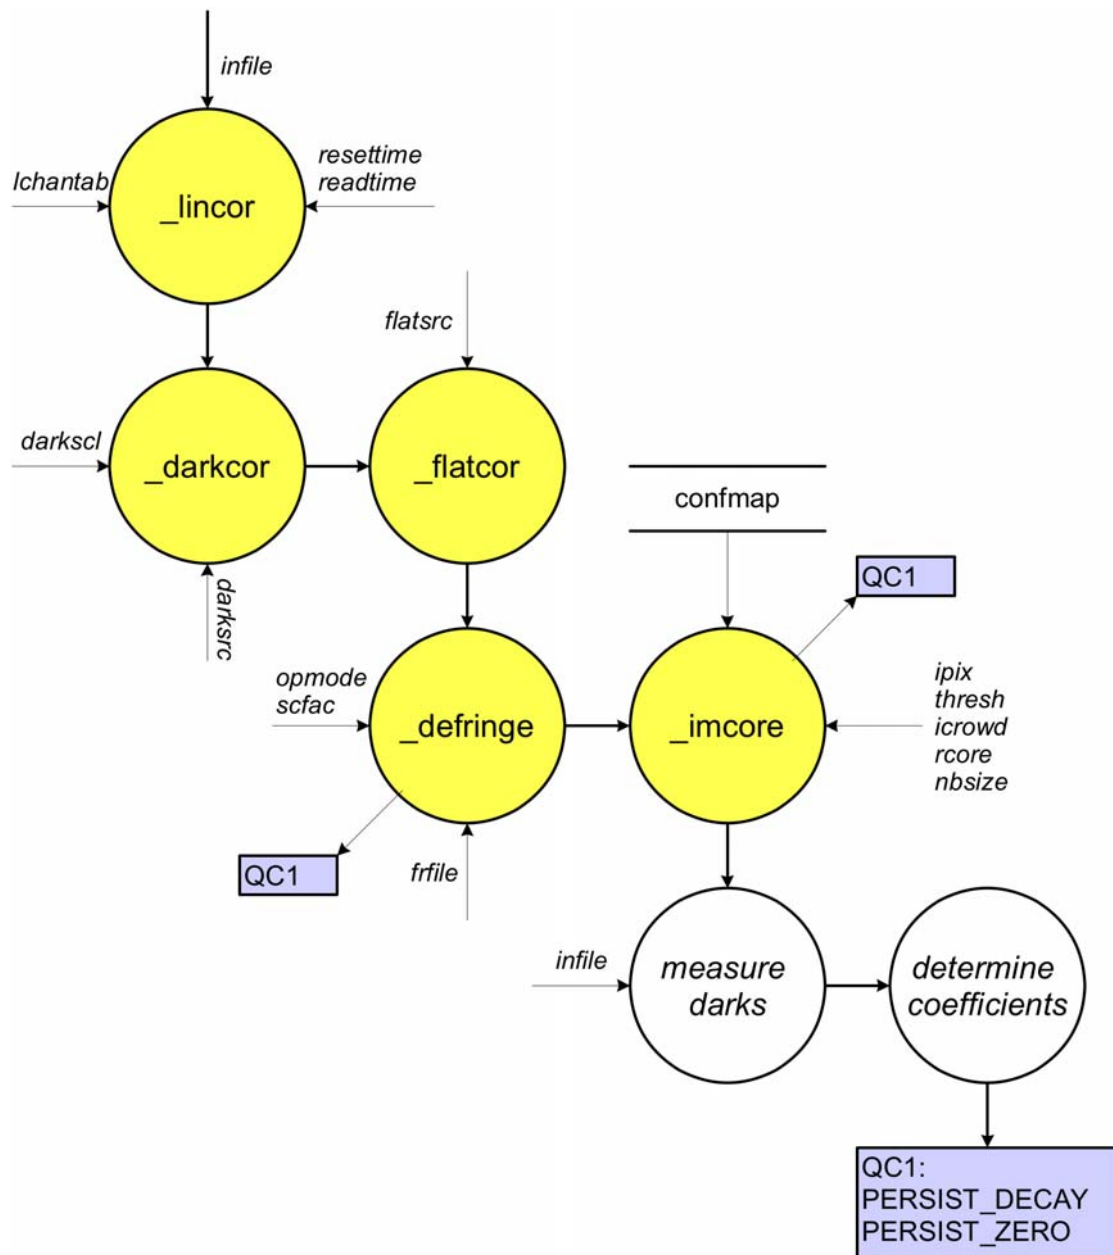 infile
lchantab
resettime
readtime
_lincor
flatsrc
darkscl
_darkcor
_flatcor
confmap
darksrc
QC1
opmode
scfac
_defringe
_imcore
ipix
thresh
icrowd
rcore
nbsize
QC1
frfile
infile
measure
darks
determine
coefficients
QC1:
PERSIST_DECAY
PERSIST_ZERO